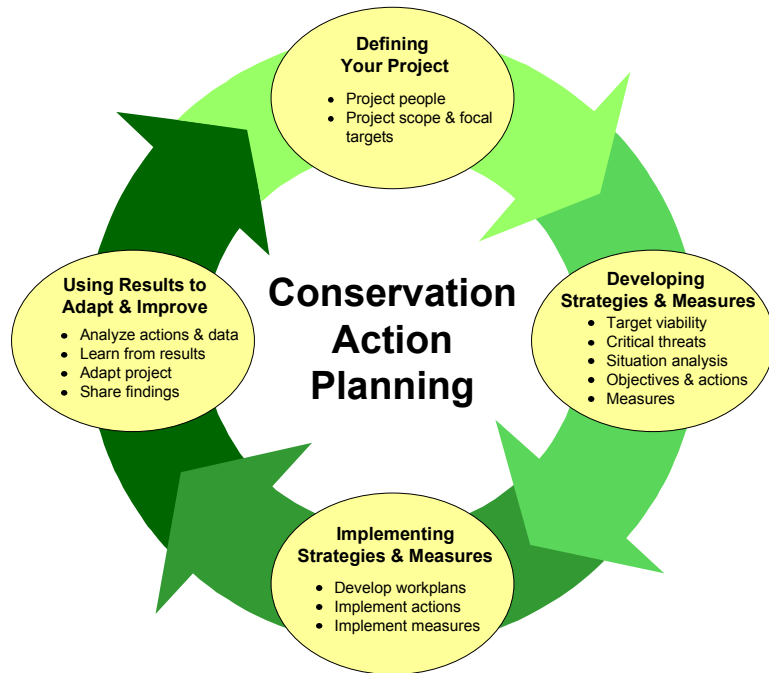 Defining
Your Project
• Project people
• Project scope & focal
targets
Developing
Strategies & Measures
• Target viability
• Critical threats
• Situation analysis
• Objectives & actions
• Measures
Implementing
Strategies & Measures
• Develop workplans
• Implement actions
• Implement measures
Using Results to
Adapt & Improve
• Analyze actions & data
• Learn from results
• Adapt project
• Share findings
Conservation
Action
Planning